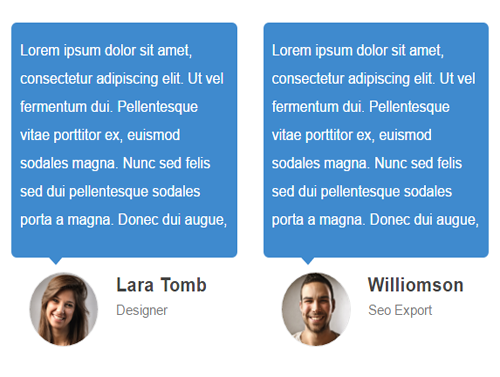 Lorem ipsum dolor sit amet,
consectetur adipiscing elit. Ut vel
fermentum dui. Pellentesque
vitae porttitor ex, euismod
sodales magna. Nunc sed felis
sed dui pellentesque sodales
porta a magna. Donec dui augue,
Lara Tomb
Designer
Lorem ipsum dolor sit amet,
consectetur adipiscing elit. Ut vel
fermentum dui. Pellentesque
vitae porttitor ex, euismod
sodales magna. Nunc sed felis
sed dui pellentesque sodales
porta a magna. Donec dui augue,
Williomson
Seo Export